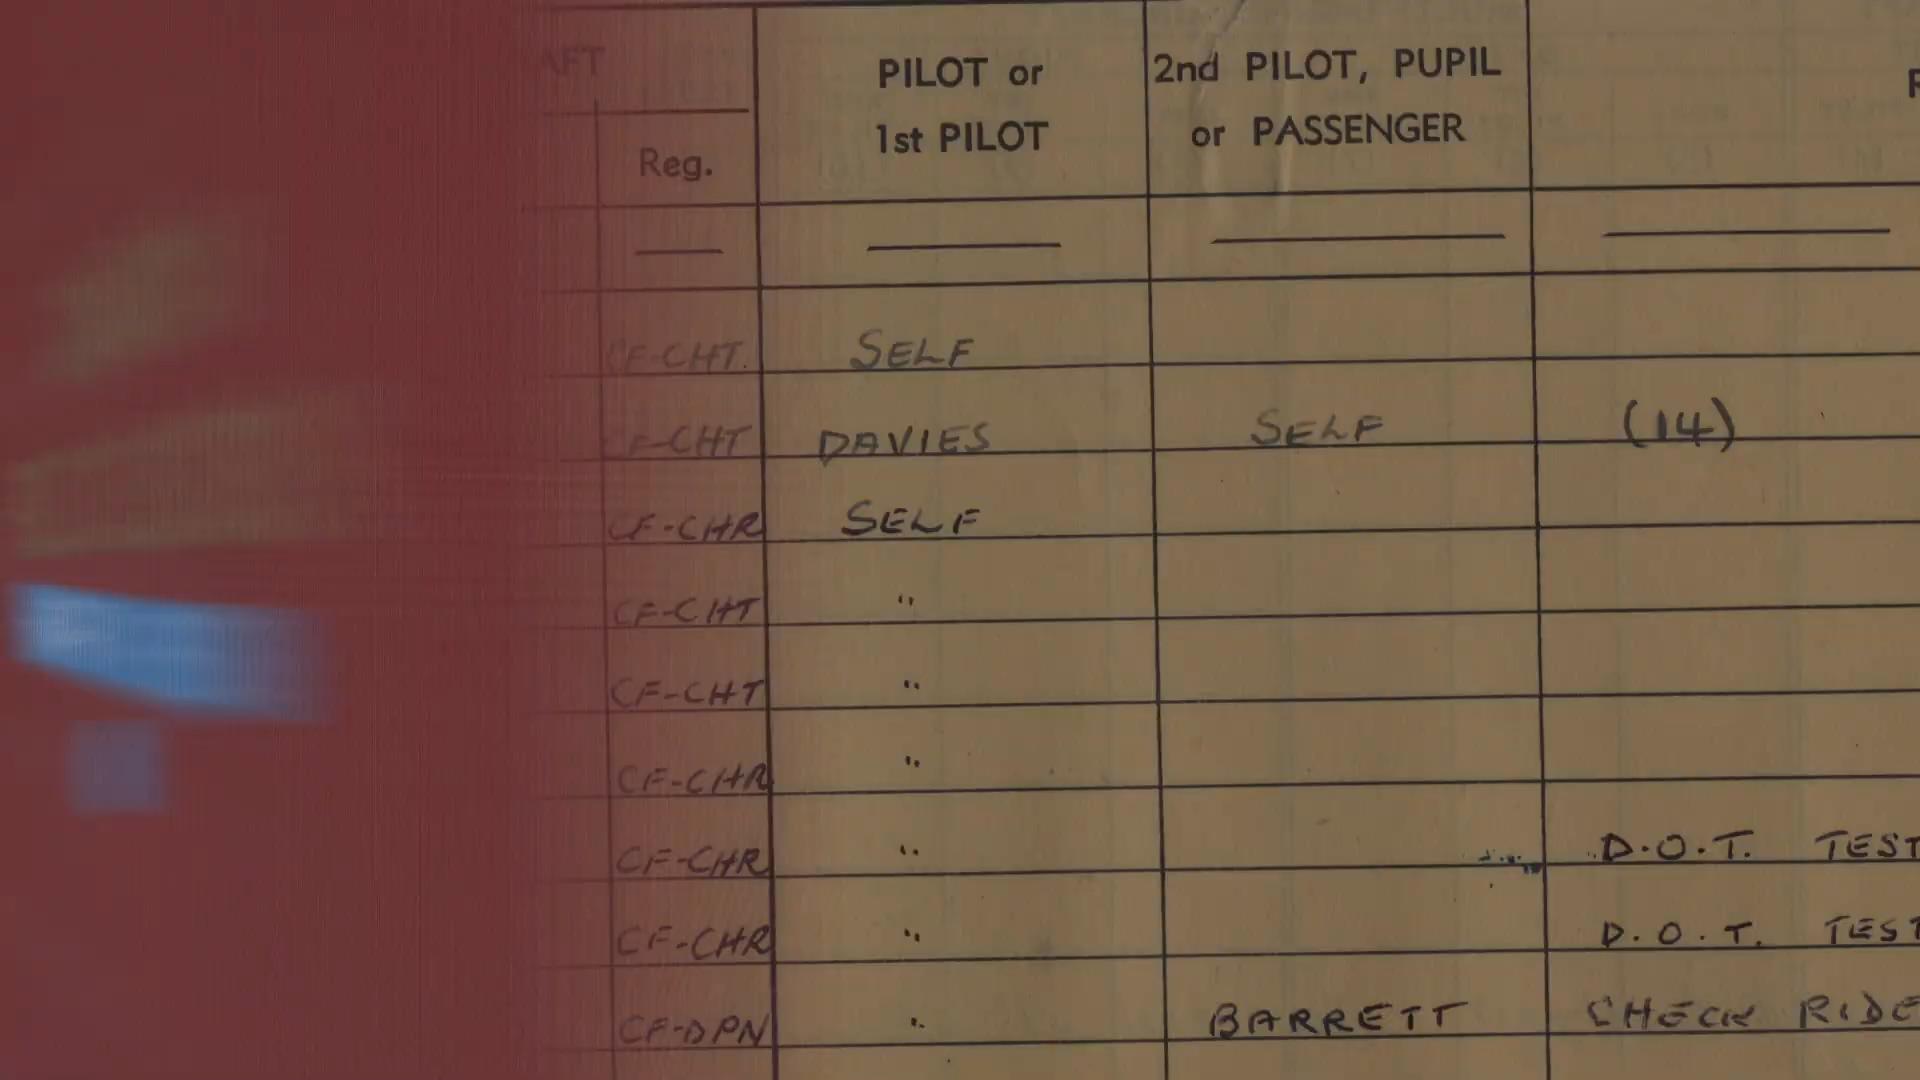 AFT PILOT or 2nd PILOT, PUPIL
Reg. 1st PILOT or PASSENGER
CF-CHT. SELF
CF-CHT DAVIES SELF (14)
CF-CHR SELF
CF-CHT "
CF-CHT "
CF-CHR "
CF-CHR " D.O.T. TEST
CF-CHR " D.O.T. TEST
CF-DPN " BARRETT CHECK RIDE